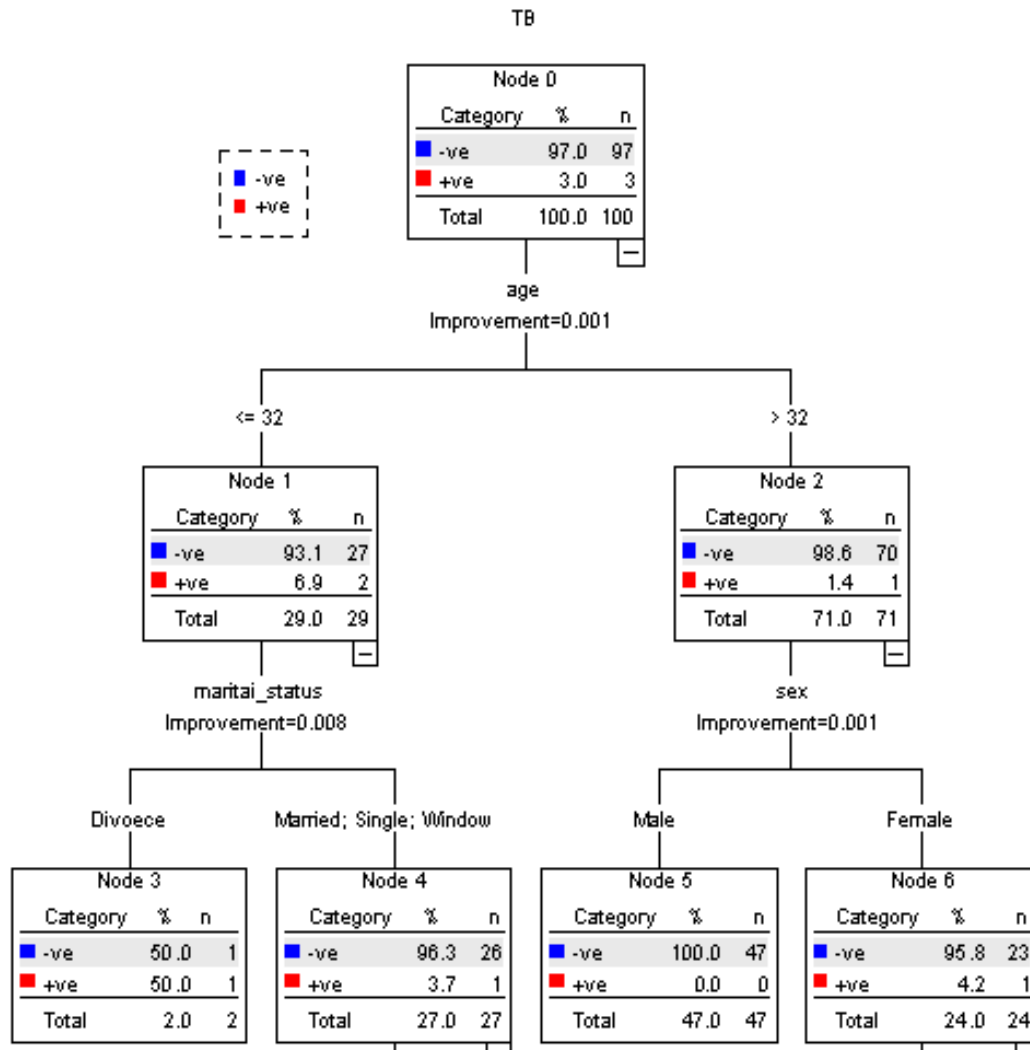 TB
Node 0
Category % n
-ve 97.0 97
+ve 3.0 3
Total 100.0 100
-ve
+ve
age
Improvement=0.001
<= 32
> 32
Node 1
Category % n
-ve 93.1 27
+ve 6.9 2
Total 29.0 29
Node 2
Category % n
-ve 98.6 70
+ve 1.4 1
Total 71.0 71
maritai_status
Improvement=0.008
sex
Improvement=0.001
Divoece
Married; Single; Window
Male
Female
Node 3
Category % n
-ve 50.0 1
+ve 50.0 1
Total 2.0 2
Node 4
Category % n
-ve 96.3 26
+ve 3.7 1
Total 27.0 27
Node 5
Category % n
-ve 100.0 47
+ve 0.0 0
Total 47.0 47
Node 6
Category % n
-ve 95.8 23
+ve 4.2 1
Total 24.0 24